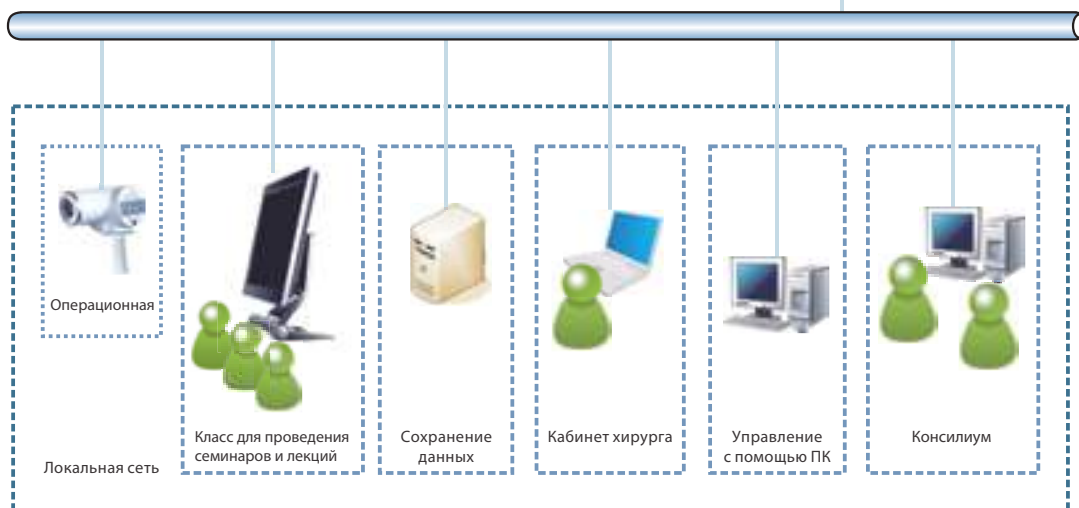 Операционная
Класс для проведения
семинаров и лекций
Сохранение
данных
Кабинет хирурга
Управление
с помощью ПК
Консилиум
Локальная сеть